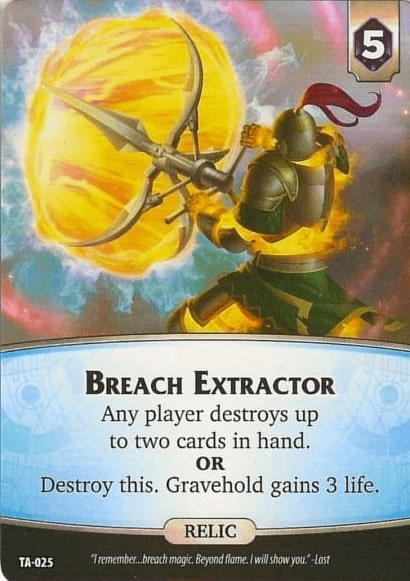 5
BREACH EXTRACTOR
Any player destroys up
to two cards in hand.
OR
Destroy this. Gravehold gains 3 life.
RELIC
TA-025
"I remember...breach magic. Beyond flame. I will show you." -Lost